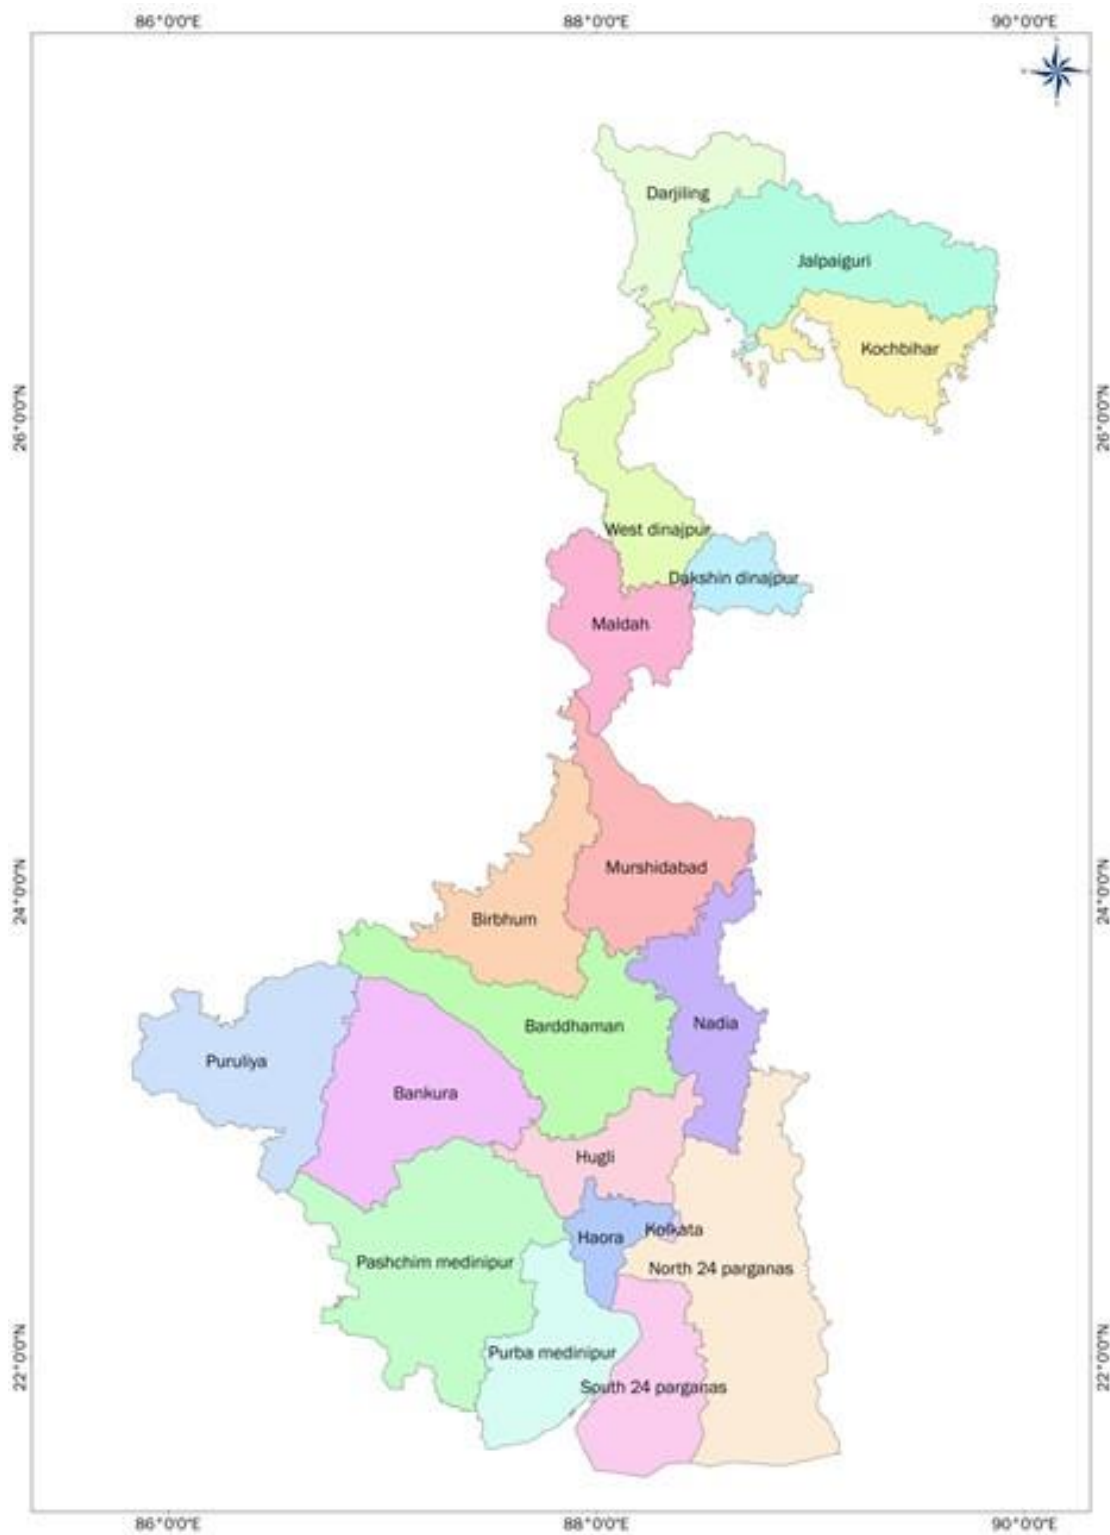 86°0'0"E 88°0'0"E 90°0'0"E
Darjiling
Jalpaiguri
Kochbihar
26°0'0"N 26°0'0"N
West dinajpur
Dakshin dinajpur
Maldah
Murshidabad
24°0'0"N 24°0'0"N
Birbhum
Nadia
Barddhaman
Puruliya
Bankura
Hugli
Kolkata
Haora
Pashchim medinipur
North 24 parganas
Purba medinipur
22°0'0"N 22°0'0"N
South 24 parganas
86°0'0"E 88°0'0"E 90°0'0"E